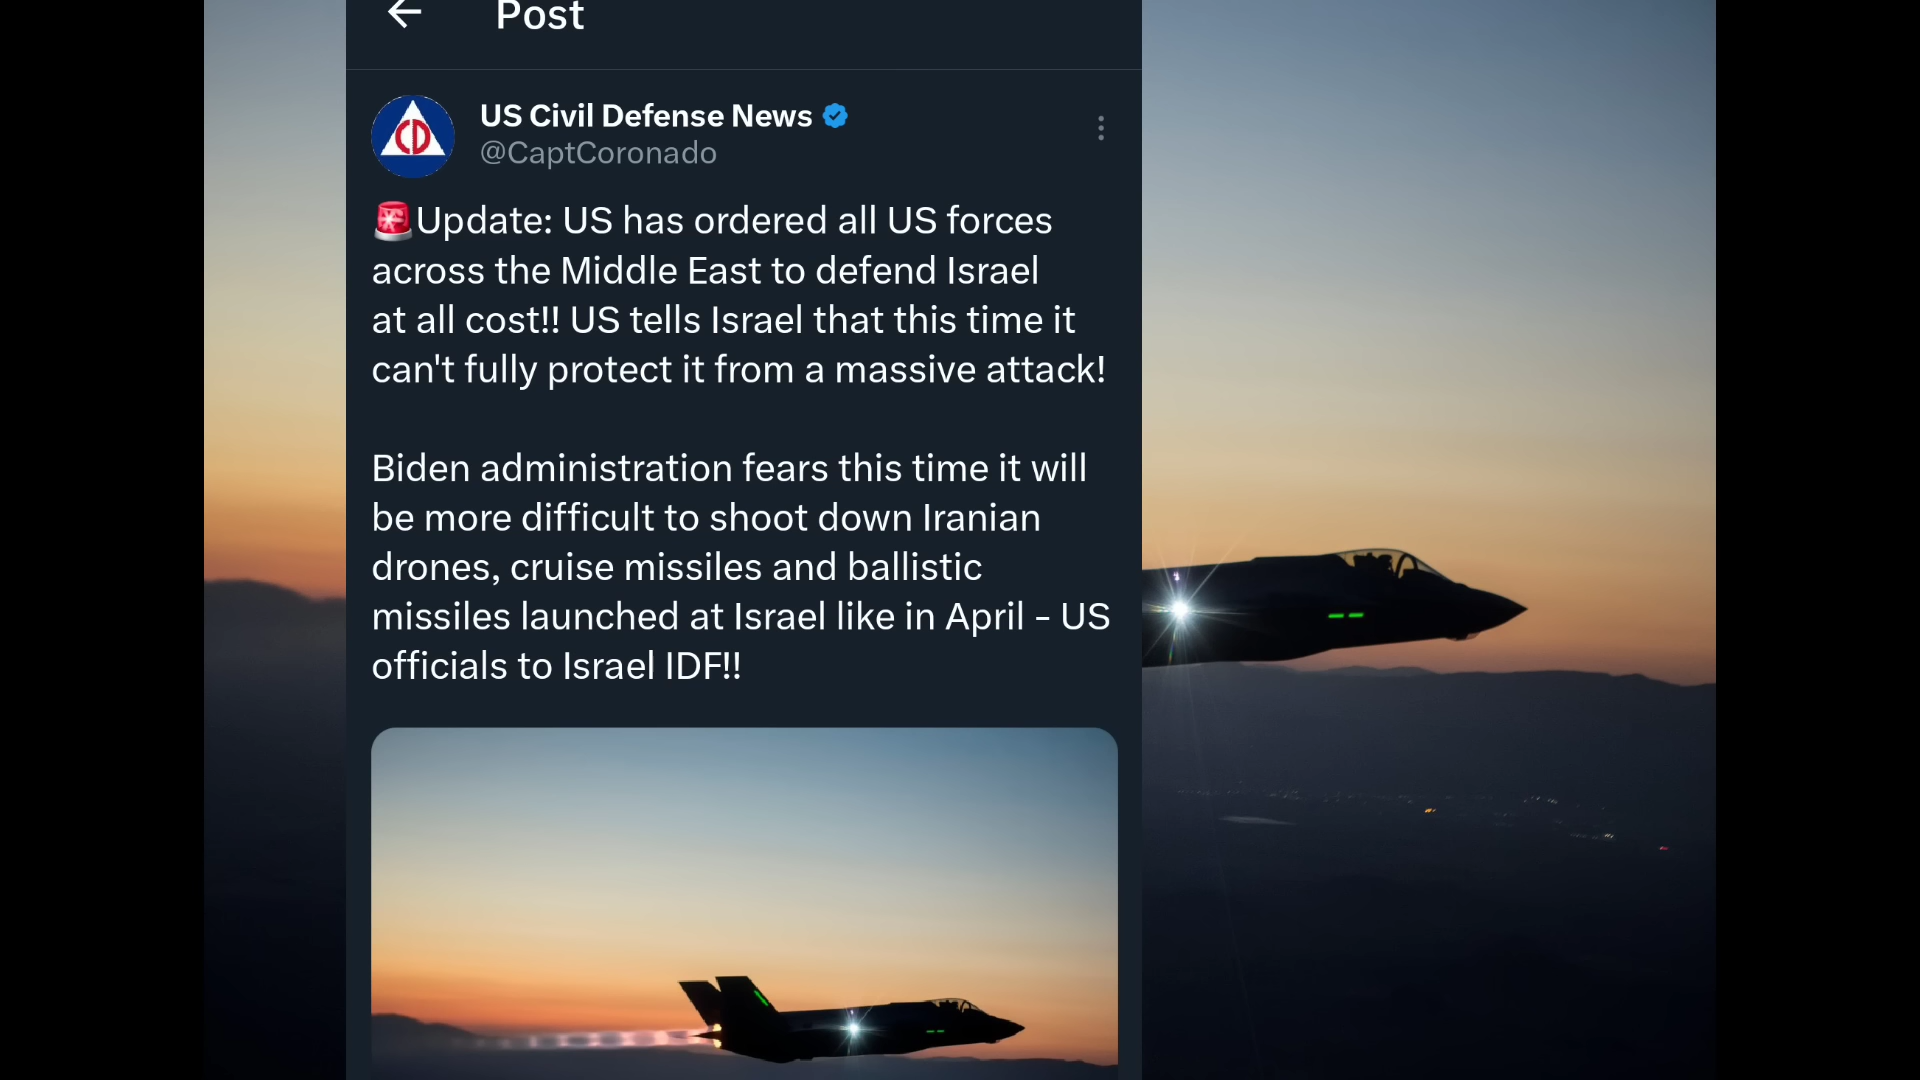 Post
US Civil Defense News
@CaptCoronado
CD
🚨Update: US has ordered all US forces
across the Middle East to defend Israel
at all cost!! US tells Israel that this time it
can't fully protect it from a massive attack!
Biden administration fears this time it will
be more difficult to shoot down Iranian
drones, cruise missiles and ballistic
missiles launched at Israel like in April - US
officials to Israel IDF!!